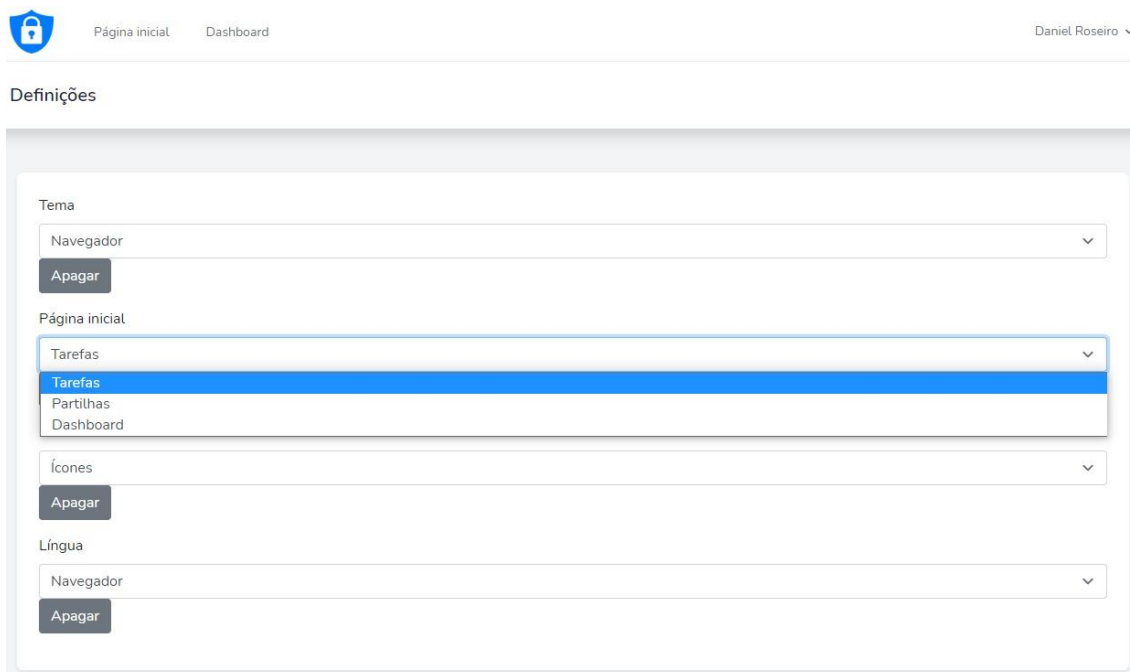 Página inicial Dashboard Daniel Roseiro
Definições
Tema
Navegador
Apagar
Página inicial
Tarefas
Tarefas
Partilhas
Dashboard
Ícones
Apagar
Língua
Navegador
Apagar